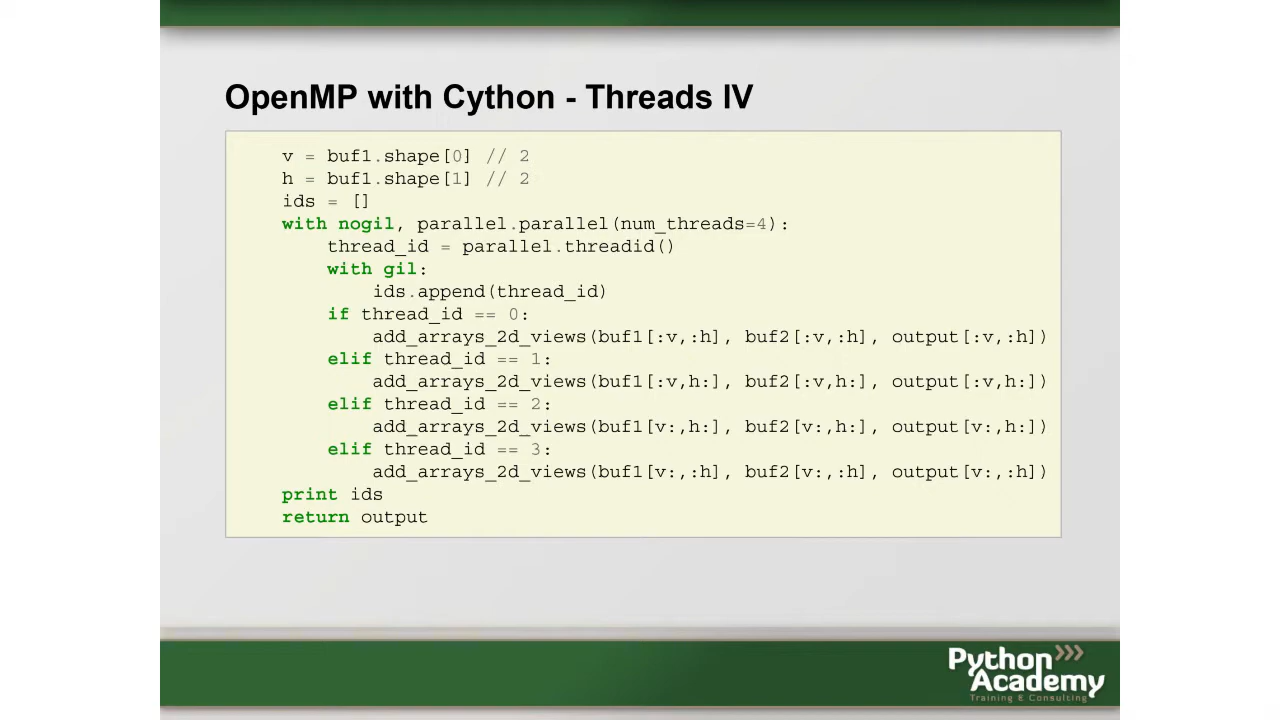 OpenMP with Cython - Threads IV
v = buf1.shape[0] // 2
h = buf1.shape[1] // 2
ids = []
with nogil, parallel.parallel(num_threads=4):
thread_id = parallel.threadid()
with gil:
ids.append(thread_id)
if thread_id == 0:
add_arrays_2d_views(buf1[:v,:h], buf2[:v,:h], output[:v,:h])
elif thread_id == 1:
add_arrays_2d_views(buf1[:v,h:], buf2[:v,h:], output[:v,h:])
elif thread_id == 2:
add_arrays_2d_views(buf1[v:,h:], buf2[v:,h:], output[v:,h:])
elif thread_id == 3:
add_arrays_2d_views(buf1[v:,:h], buf2[v:,:h], output[v:,:h])
print ids
return output
Python
Academy
Training & Consulting